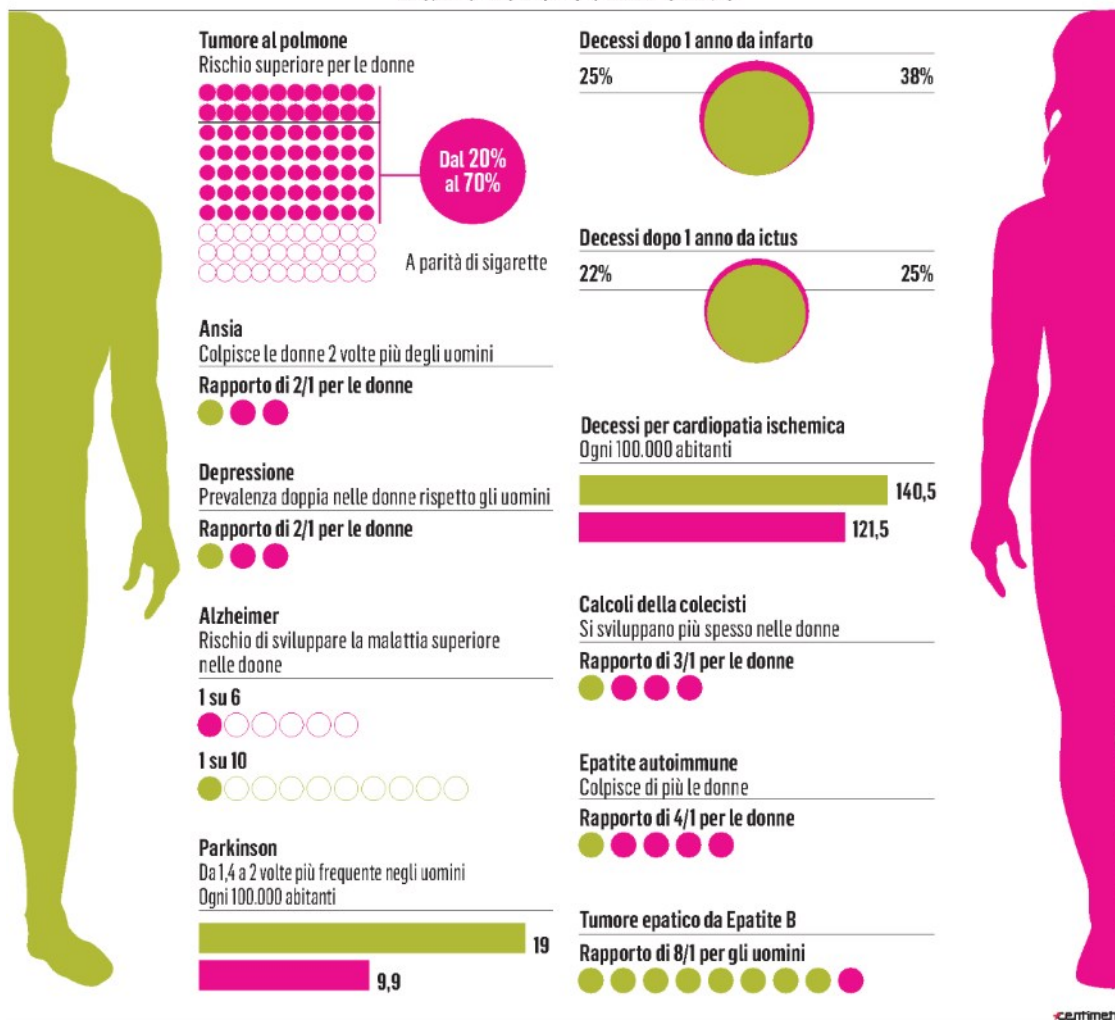 Tumore al polmone
Rischio superiore per le donne
Dal 20%
al 70%
A parità di sigarette
Ansia
Colpisce le donne 2 volte più degli uomini
Rapporto di 2/1 per le donne
Depressione
Prevalenza doppia nelle donne rispetto gli uomini
Rapporto di 2/1 per le donne
Alzheimer
Rischio di sviluppare la malattia superiore
nelle doone
1 su 6
1 su 10
Parkinson
Da 1,4 a 2 volte più frequente negli uomini
Ogni 100.000 abitanti
19
9,9
Decessi dopo 1 anno da infarto
25% 38%
Decessi dopo 1 anno da ictus
22% 25%
Decessi per cardiopatia ischemica
Ogni 100.000 abitanti
140,5
121,5
Calcoli della colecisti
Si sviluppano più spesso nelle donne
Rapporto di 3/1 per le donne
Epatite autoimmune
Colpisce di più le donne
Rapporto di 4/1 per le donne
Tumore epatico da Epatite B
Rapporto di 8/1 per gli uomini